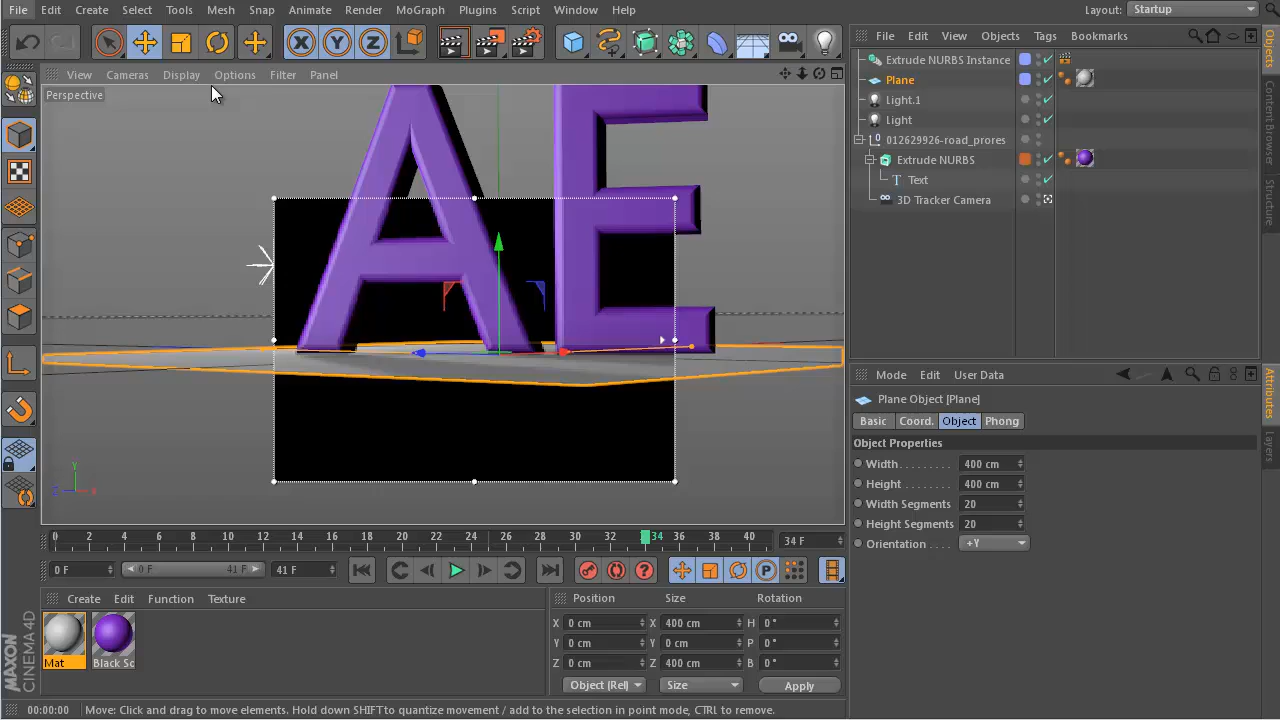 File Edit Create Select Tools Mesh Snap Animate Render MoGraph Plugins Script Window Help Layout: Startup
X Y Z
File Edit View Objects Tags Bookmarks
View Cameras Display Options Filter Panel
Perspective
AE
Extrude NURBS Instance
Plane
Light.1
Light
012629926-road_prores
Extrude NURBS
T Text
3D Tracker Camera
Objects
Content Browser
Structure
Mode Edit User Data
Plane Object [Plane]
Basic Coord. Object Phong
Object Properties
Width 400 cm
Height 400 cm
Width Segments 20
Height Segments 20
Orientation +Y
Attributes
Layers
Y
Z X
0 2 4 6 8 10 12 14 16 18 20 22 24 26 28 30 32 34 36 38 40 34 F
0 F 0 F 41 F 41 F
P
Create Edit Function Texture
Mat Black Sc
Position Size Rotation
X 0 cm X 400 cm H 0 °
Y 0 cm Y 0 cm P 0 °
Z 0 cm Z 400 cm B 0 °
Object (Rel) Size Apply
MAXON
CINEMA 4D
00:00:00 Move: Click and drag to move elements. Hold down SHIFT to quantize movement / add to the selection in point mode, CTRL to remove.